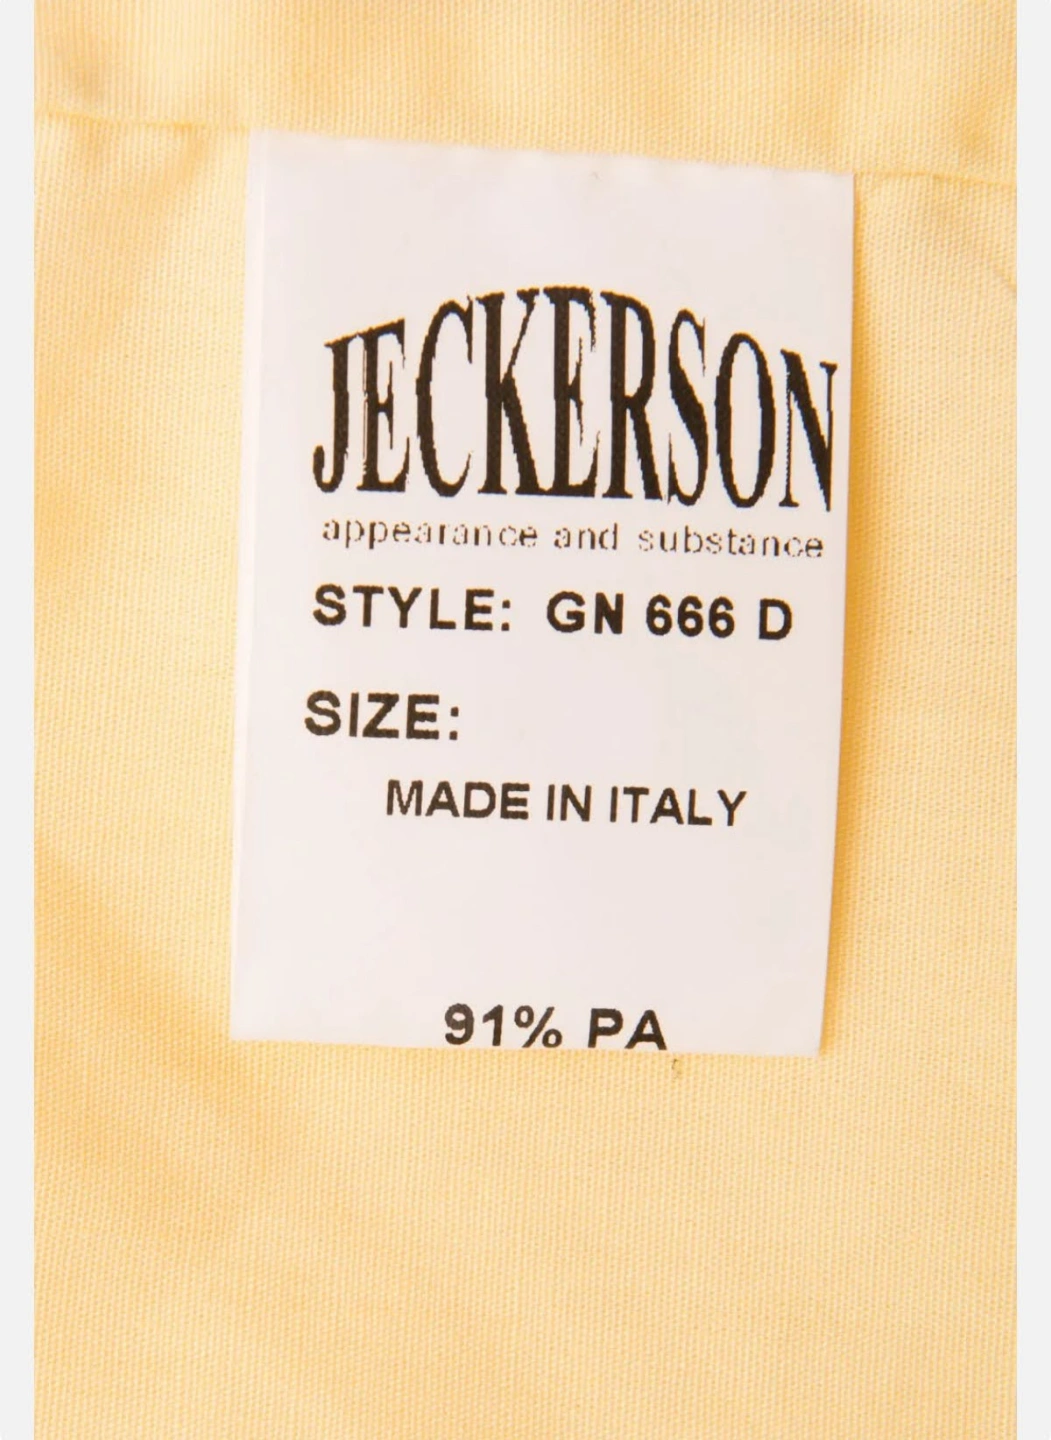 JECKERSON
appearance and substance
STYLE: GN 666 D
SIZE:
MADE IN ITALY
91% PA